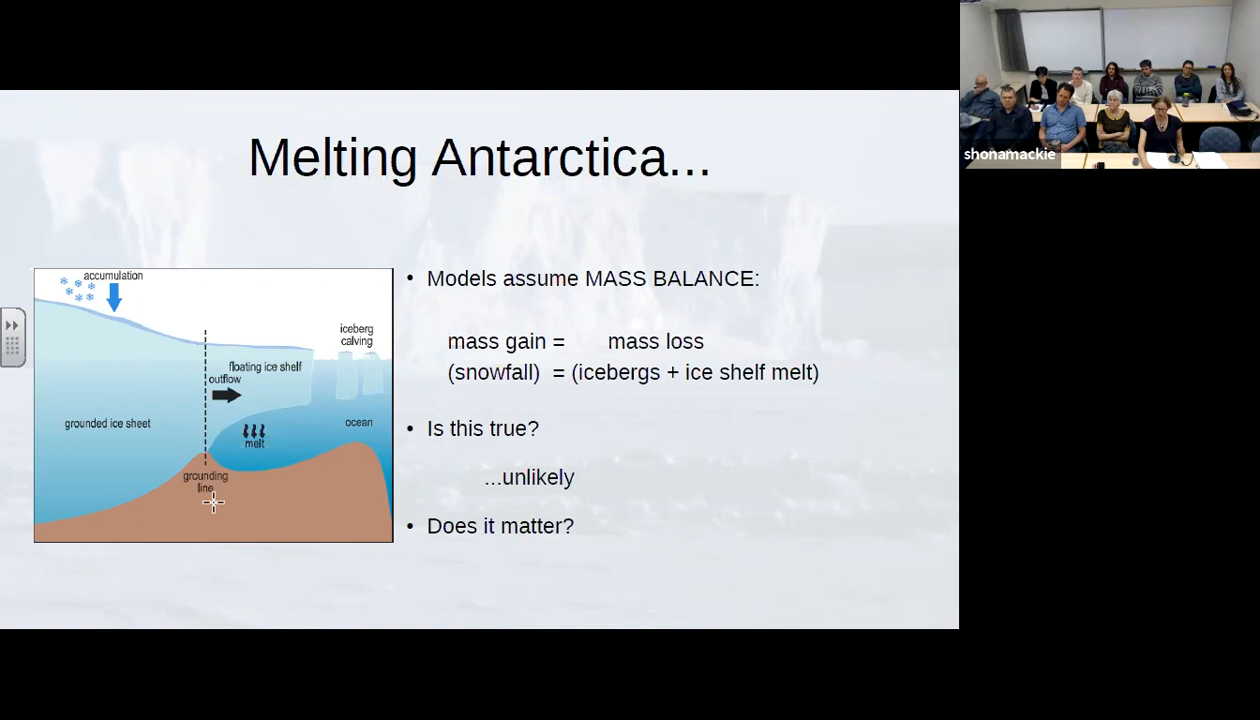 Melting Antarctica...
accumulation
iceberg
calving
floating ice shelf
outflow
grounded ice sheet
ocean
melt
grounding
line
• Models assume MASS BALANCE:
mass gain = mass loss
(snowfall) = (icebergs + ice shelf melt)
• Is this true?
...unlikely
• Does it matter?
shonamackie